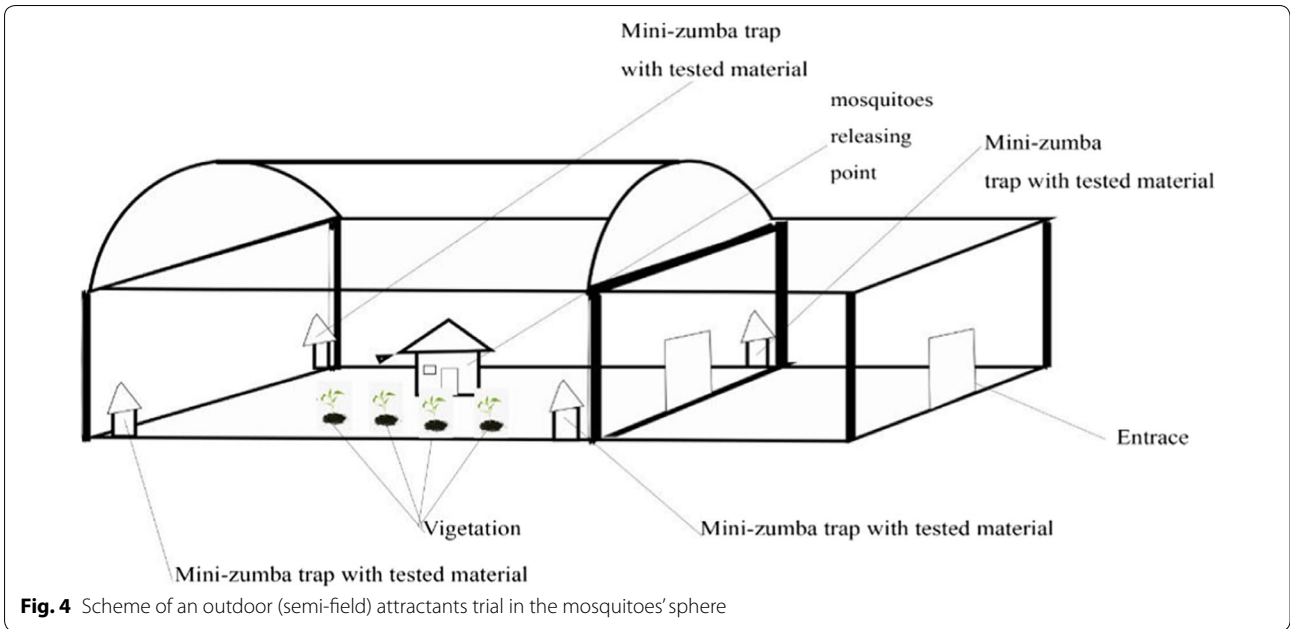 Mini-zumba trap
with tested material
mosquitoes
releasing
point
Mini-zumba
trap with tested material
Entrace
Vigetation
Mini-zumba trap with tested material
Mini-zumba trap with tested material
Fig. 4 Scheme of an outdoor (semi-field) attractants trial in the mosquitoes’ sphere